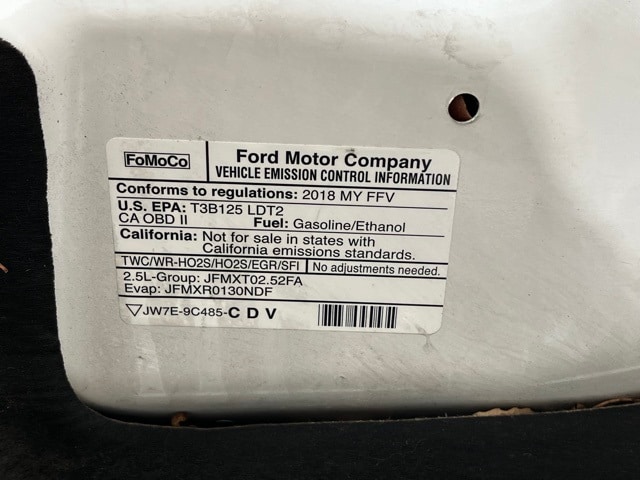 FoMoCo
Ford Motor Company
VEHICLE EMISSION CONTROL INFORMATION
Conforms to regulations: 2018 MY FFV
U.S. EPA: T3B125 LDT2
CA OBD II Fuel: Gasoline/Ethanol
California: Not for sale in states with
California emissions standards.
TWC/WR-HO2S/HO2S/EGR/SFI No adjustments needed.
2.5L-Group: JFMXT02.52FA
Evap: JFMXR0130NDF
JW7E-9C485-C D V